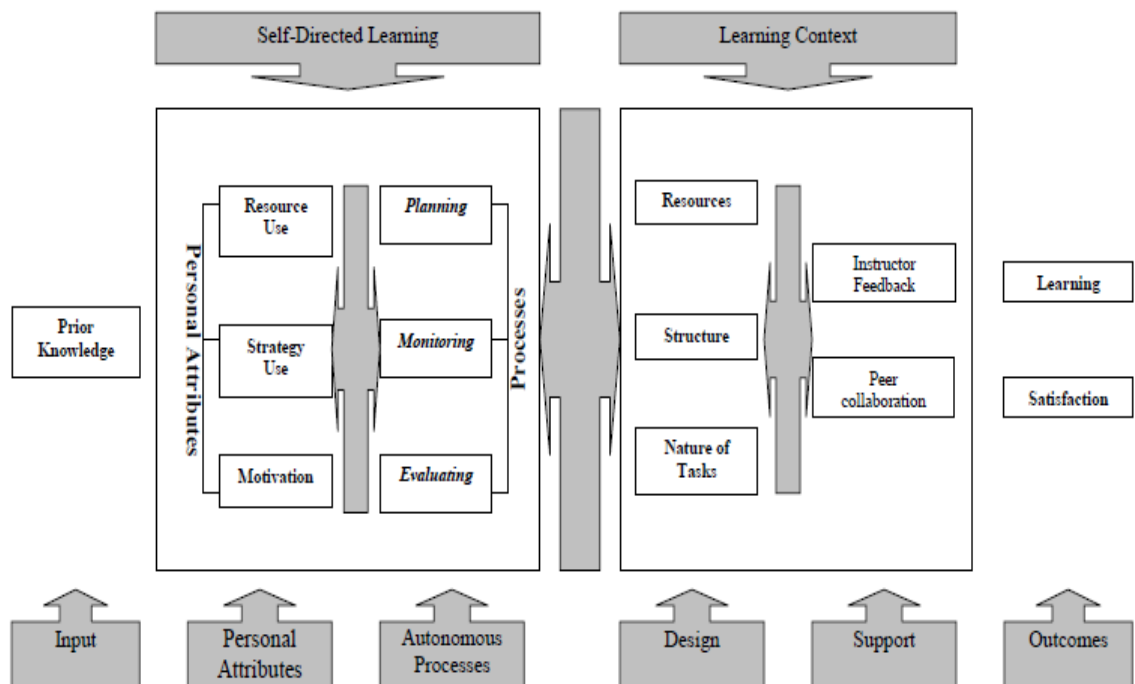 Self-Directed Learning
Learning Context
Personal Attributes
Resource
Use
Strategy
Use
Motivation
Planning
Monitoring
Evaluating
Processes
Resources
Structure
Nature of
Tasks
Instructor
Feedback
Peer
collaboration
Prior
Knowledge
Learning
Satisfaction
Input
Personal
Attributes
Autonomous
Processes
Design
Support
Outcomes